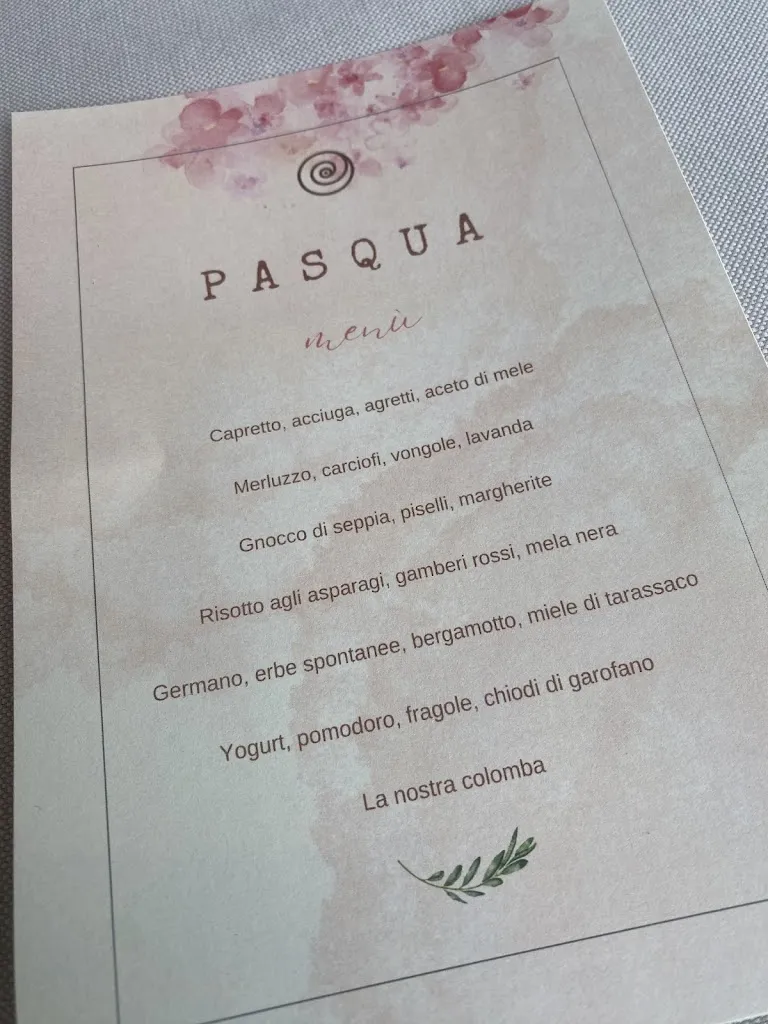 PASQUA
menù
Capretto, acciuga, agretti, aceto di mele
Merluzzo, carciofi, vongole, lavanda
Gnocco di seppia, piselli, margherite
Risotto agli asparagi, gamberi rossi, mela nera
Germano, erbe spontanee, bergamotto, miele di tarassaco
Yogurt, pomodoro, fragole, chiodi di garofano
La nostra colomba